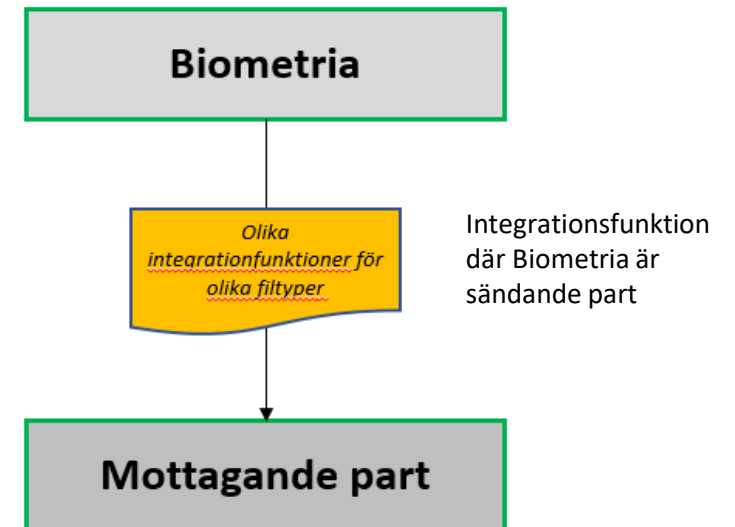 Biometria
Olika
integrationfunktioner för
olika filtyper
Integrationsfunktion
där Biometria är
sändande part
Mottagande part